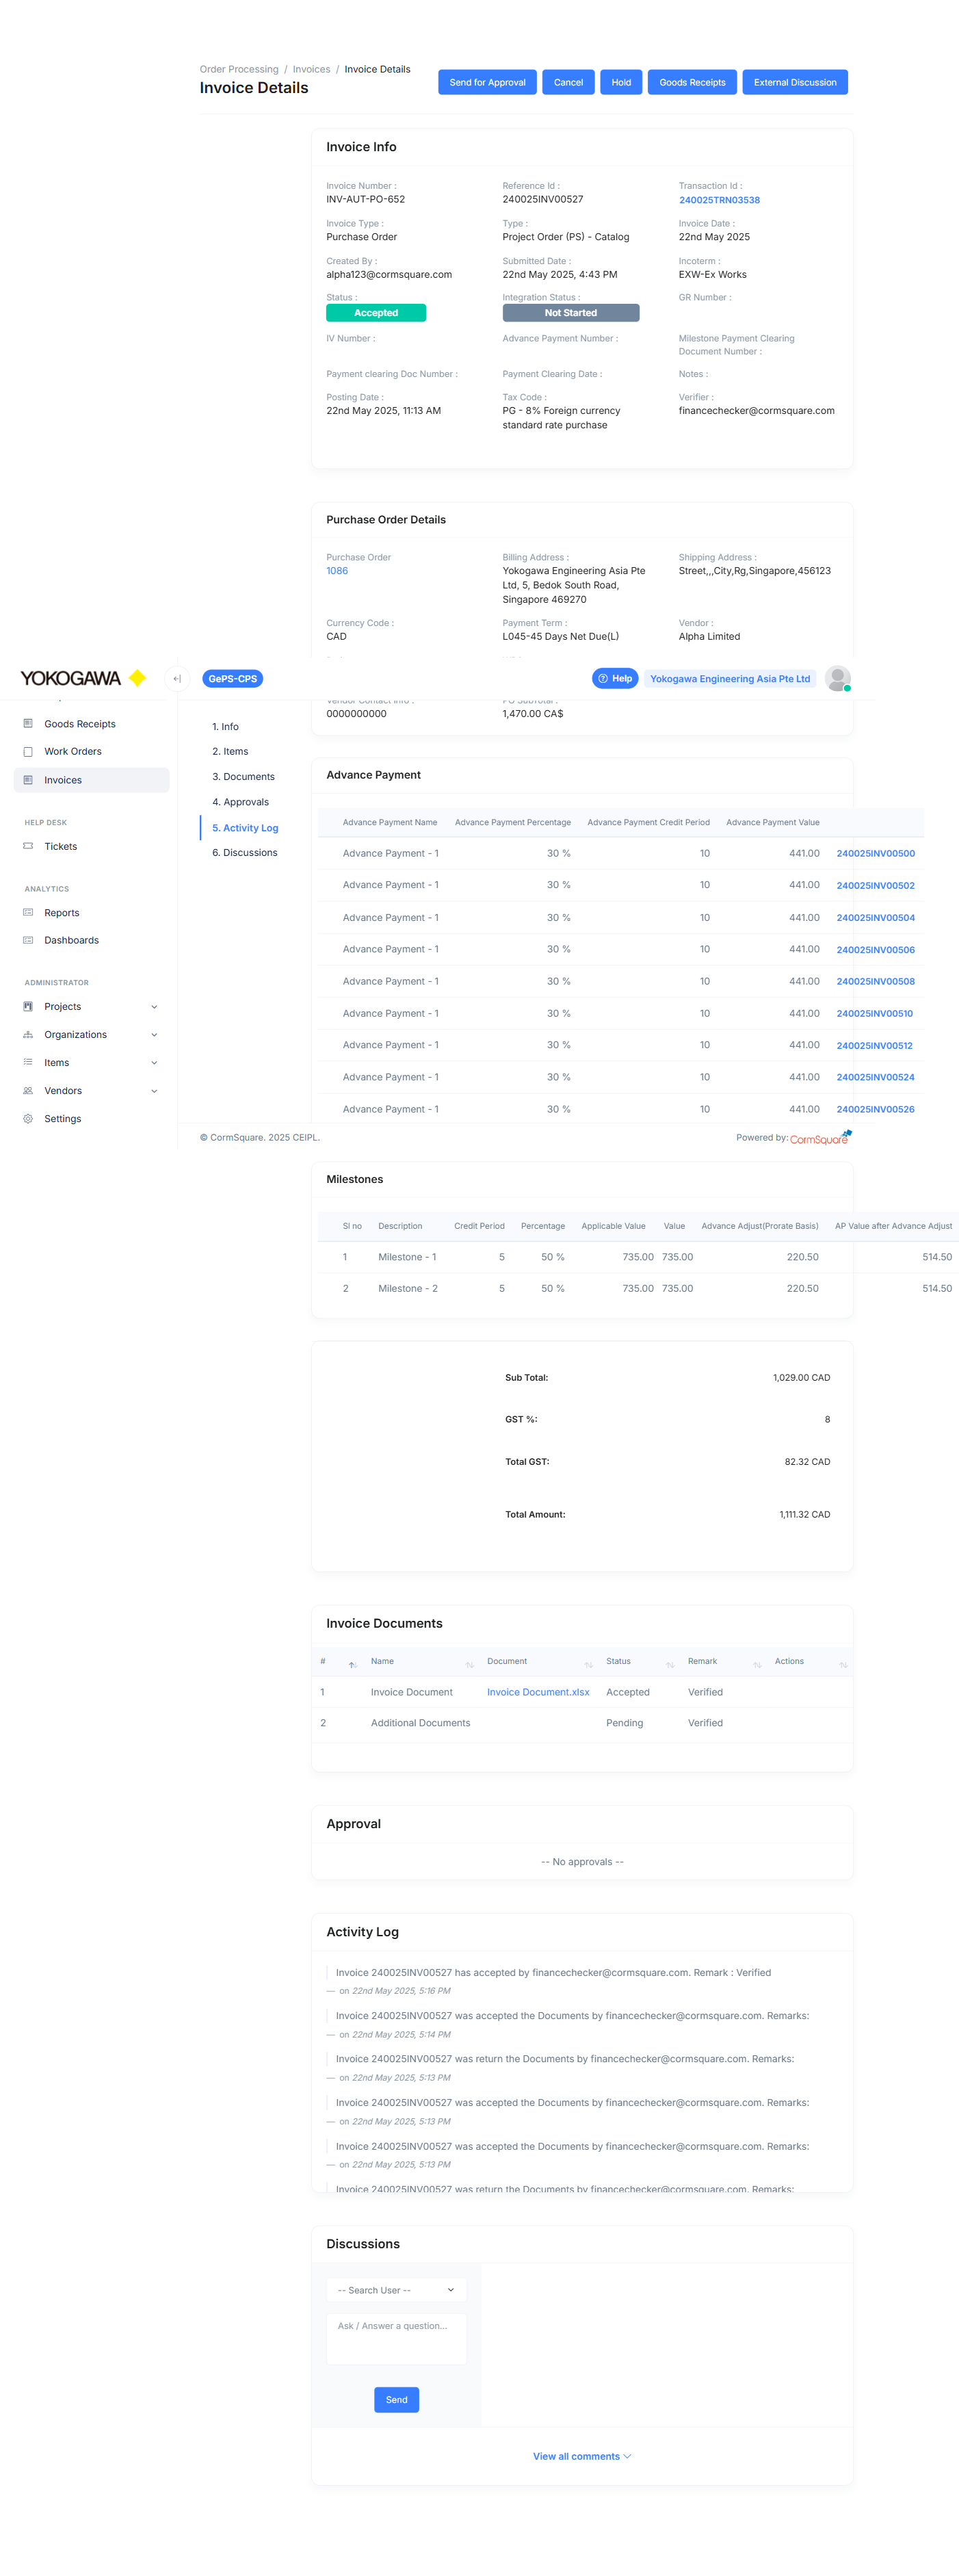 Order Processing / Invoices / Invoice Details
Invoice Details
Send for Approval
Cancel
Hold
Goods Receipts
External Discussion
Invoice Info
Invoice Number :
INV-AUT-PO-652
Reference Id :
240025INV00527
Transaction Id :
240025TRN03538
Invoice Type :
Purchase Order
Type :
Project Order (PS) - Catalog
Invoice Date :
22nd May 2025
Created By :
alpha123@cormsquare.com
Submitted Date :
22nd May 2025, 4:43 PM
Incoterm :
EXW-Ex Works
Status :
Accepted
Integration Status :
Not Started
GR Number :
IV Number :
Advance Payment Number :
Milestone Payment Clearing
Document Number :
Payment clearing Doc Number :
Payment Clearing Date :
Notes :
Posting Date :
22nd May 2025, 11:13 AM
Tax Code :
PG - 8% Foreign currency
standard rate purchase
Verifier :
financechecker@cormsquare.com
Purchase Order Details
Purchase Order
1086
Billing Address :
Yokogawa Engineering Asia Pte
Ltd, 5, Bedok South Road,
Singapore 469270
Shipping Address :
Street,,,City,Rg,Singapore,456123
Currency Code :
CAD
Payment Term :
L045-45 Days Net Due(L)
Vendor :
Alpha Limited
YOKOGAWA
GePS-CPS
Help
Yokogawa Engineering Asia Pte Ltd
Vendor Contact Info :
0000000000
PO SubTotal :
1,470.00 CA$
Goods Receipts
Work Orders
Invoices
HELP DESK
Tickets
ANALYTICS
Reports
Dashboards
ADMINISTRATOR
Projects
Organizations
Items
Vendors
Settings
1. Info
2. Items
3. Documents
4. Approvals
5. Activity Log
6. Discussions
Advance Payment
Advance Payment Name Advance Payment Percentage Advance Payment Credit Period Advance Payment Value
Advance Payment - 1 30 % 10 441.00 240025INV00500
Advance Payment - 1 30 % 10 441.00 240025INV00502
Advance Payment - 1 30 % 10 441.00 240025INV00504
Advance Payment - 1 30 % 10 441.00 240025INV00506
Advance Payment - 1 30 % 10 441.00 240025INV00508
Advance Payment - 1 30 % 10 441.00 240025INV00510
Advance Payment - 1 30 % 10 441.00 240025INV00512
Advance Payment - 1 30 % 10 441.00 240025INV00524
Advance Payment - 1 30 % 10 441.00 240025INV00526
© CormSquare. 2025 CEIPL.
Powered by: CormSquare
Milestones
Sl no Description Credit Period Percentage Applicable Value Value Advance Adjust(Prorate Basis) AP Value after Advance Adjust
1 Milestone - 1 5 50 % 735.00 735.00 220.50 514.50
2 Milestone - 2 5 50 % 735.00 735.00 220.50 514.50
Sub Total: 1,029.00 CAD
GST %: 8
Total GST: 82.32 CAD
Total Amount: 1,111.32 CAD
Invoice Documents
# Name Document Status Remark Actions
1 Invoice Document Invoice Document.xlsx Accepted Verified
2 Additional Documents Pending Verified
Approval
-- No approvals --
Activity Log
Invoice 240025INV00527 has accepted by financechecker@cormsquare.com. Remark : Verified
— on 22nd May 2025, 5:16 PM
Invoice 240025INV00527 was accepted the Documents by financechecker@cormsquare.com. Remarks:
— on 22nd May 2025, 5:14 PM
Invoice 240025INV00527 was return the Documents by financechecker@cormsquare.com. Remarks:
— on 22nd May 2025, 5:13 PM
Invoice 240025INV00527 was accepted the Documents by financechecker@cormsquare.com. Remarks:
— on 22nd May 2025, 5:13 PM
Invoice 240025INV00527 was accepted the Documents by financechecker@cormsquare.com. Remarks:
— on 22nd May 2025, 5:13 PM
Invoice 240025INV00527 was return the Documents by financechecker@cormsquare.com. Remarks:
Discussions
-- Search User --
Ask / Answer a question...
Send
View all comments